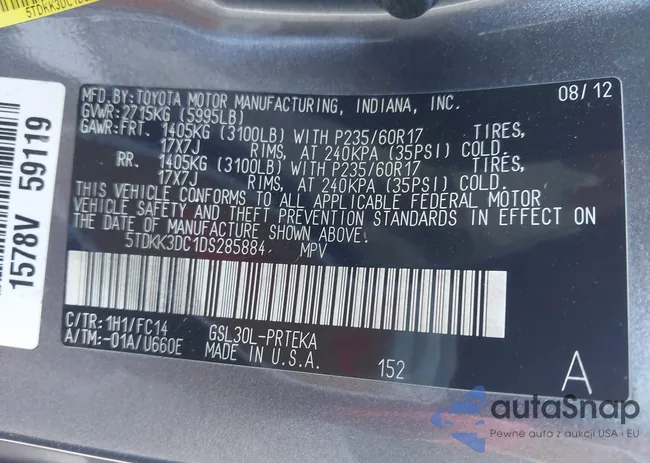 5TDKK3DC1DS
1578V 59119
MFD.BY:TOYOTA MOTOR MANUFACTURING, INDIANA, INC. 08/12
GVWR:2715KG (5995LB)
GAWR:FRT. 1405KG (3100LB) WITH P235/60R17 TIRES,
17X7J RIMS, AT 240KPA (35PSI) COLD.
RR. 1405KG (3100LB) WITH P235/60R17 TIRES,
17X7J RIMS, AT 240KPA (35PSI) COLD.
THIS VEHICLE CONFORMS TO ALL APPLICABLE FEDERAL MOTOR
VEHICLE SAFETY AND THEFT PREVENTION STANDARDS IN EFFECT ON
THE DATE OF MANUFACTURE SHOWN ABOVE.
5TDKK3DC1DS285884 MPV
C/TR: 1H1/FC14 GSL30L-PRTEKA
A/TM:-01A/U660E MADE IN U.S.A. 152 A
autaSnap
Pewne auta z aukcji USA i EU